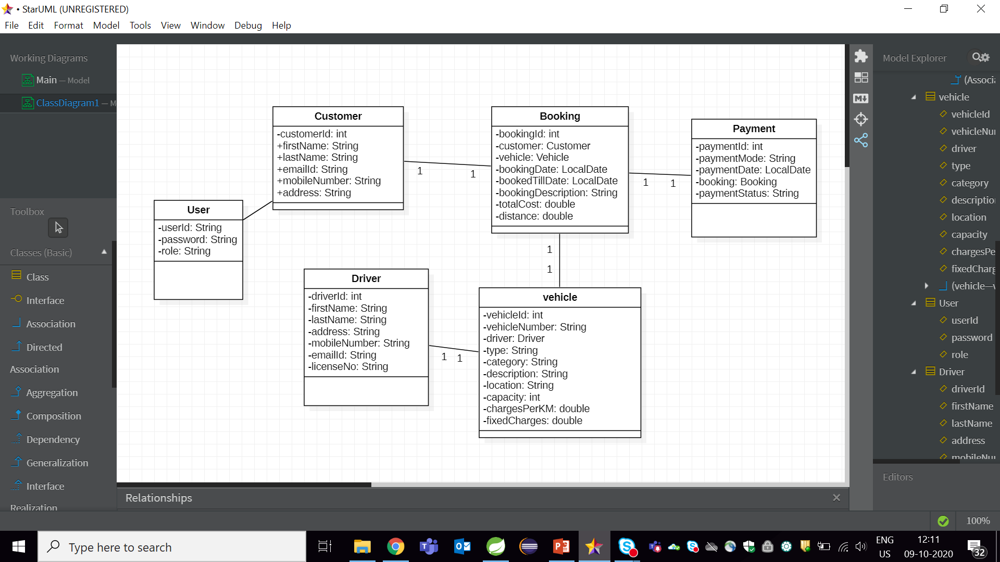 StarUML (UNREGISTERED)
File Edit Format Model Tools View Window Debug Help
Working Diagrams
Main — Model
ClassDiagram1 — M
Toolbox
Classes (Basic)
Class
Interface
Association
Directed
Association
Aggregation
Composition
Dependency
Generalization
Interface
Realization
Customer
-customerId: int
+firstName: String
+lastName: String
+emailId: String
+mobileNumber: String
+address: String
1 1
Booking
-bookingId: int
-customer: Customer
-vehicle: Vehicle
-bookingDate: LocalDate
-bookedTillDate: LocalDate
-bookingDescription: String
-totalCost: double
-distance: double
1 1
Payment
-paymentId: int
-paymentMode: String
-paymentDate: LocalDate
-booking: Booking
-paymentStatus: String
User
-userId: String
-password: String
-role: String
1
1
Driver
-driverId: int
-firstName: String
-lastName: String
-address: String
-mobileNumber: String
-emailId: String
-licenseNo: String
1 1
vehicle
-vehicleId: int
-vehicleNumber: String
-driver: Driver
-type: String
-category: String
-description: String
-location: String
-capacity: int
-chargesPerKM: double
-fixedCharges: double
Relationships
M
Model Explorer
(Associa
vehicle
vehicleId
vehicleNu
driver
type
category
descriptio
location
capacity
chargesPe
fixedCharg
(vehicle—v
User
userId
password
role
Driver
driverId
firstName
lastName
address
mobileNu
Editors
100%
Type here to search
ENG
US
12:11
09-10-2020
32